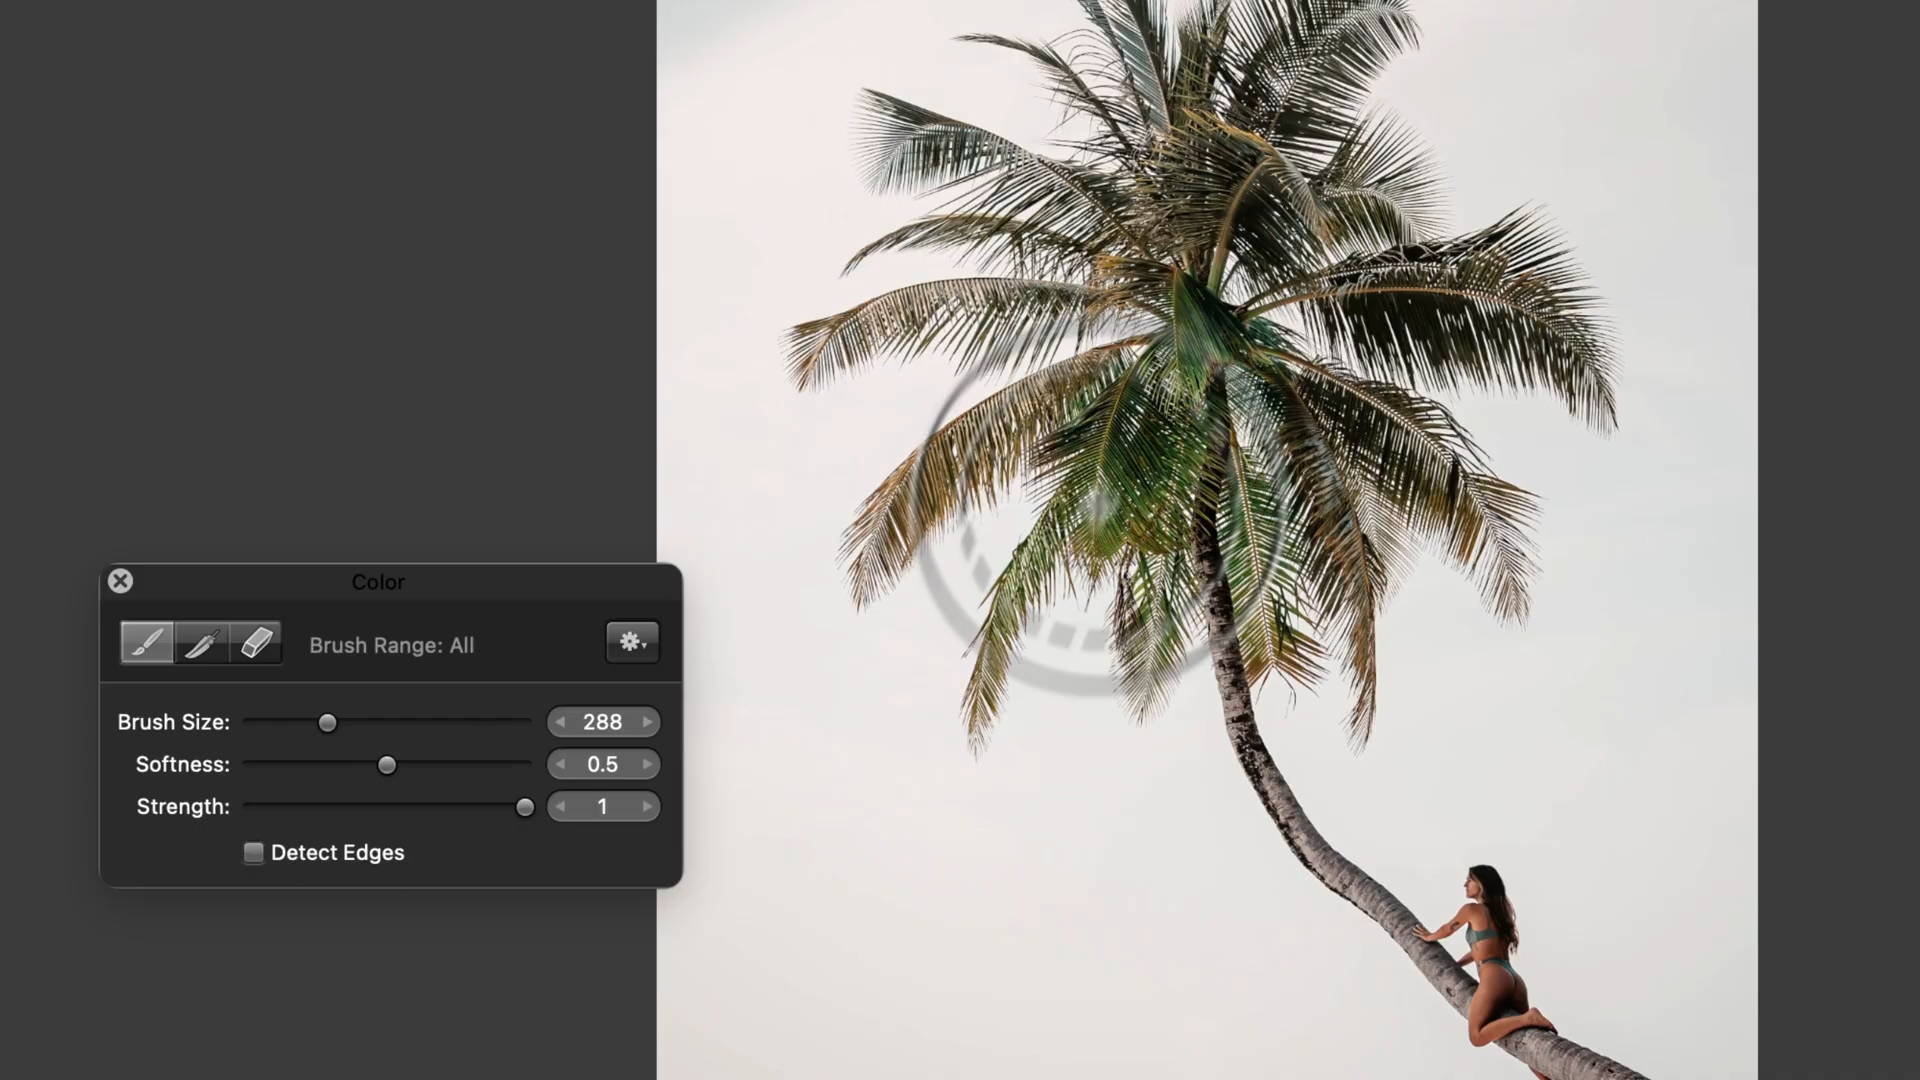 Color
Brush Range: All
Brush Size: 288
Softness: 0.5
Strength: 1
Detect Edges